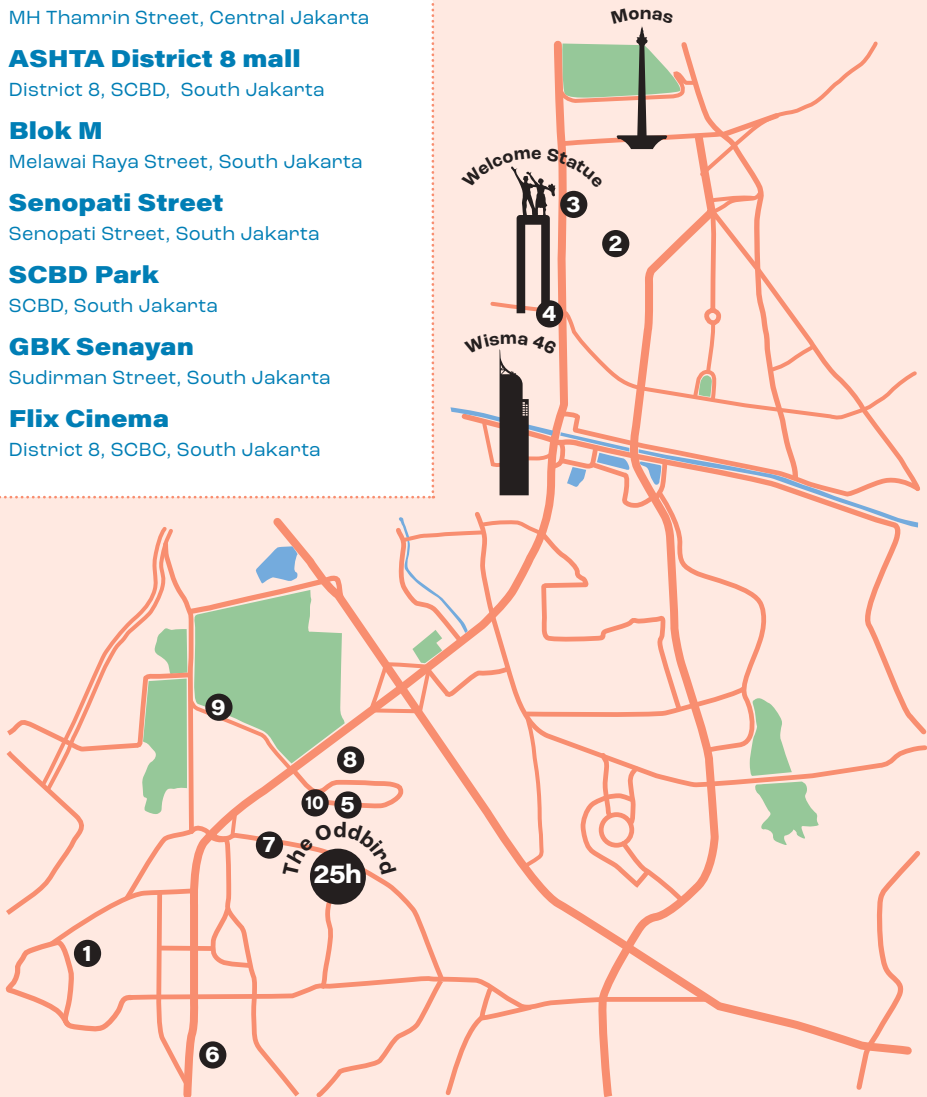 MH Thamrin Street, Central Jakarta
ASHTA District 8 mall
District 8, SCBD, South Jakarta
Blok M
Melawai Raya Street, South Jakarta
Senopati Street
Senopati Street, South Jakarta
SCBD Park
SCBD, South Jakarta
GBK Senayan
Sudirman Street, South Jakarta
Flix Cinema
District 8, SCBC, South Jakarta
Monas
Welcome Statue
3
2
4
Wisma 46
9
8
10
5
7
The Oddbird
25h
1
6